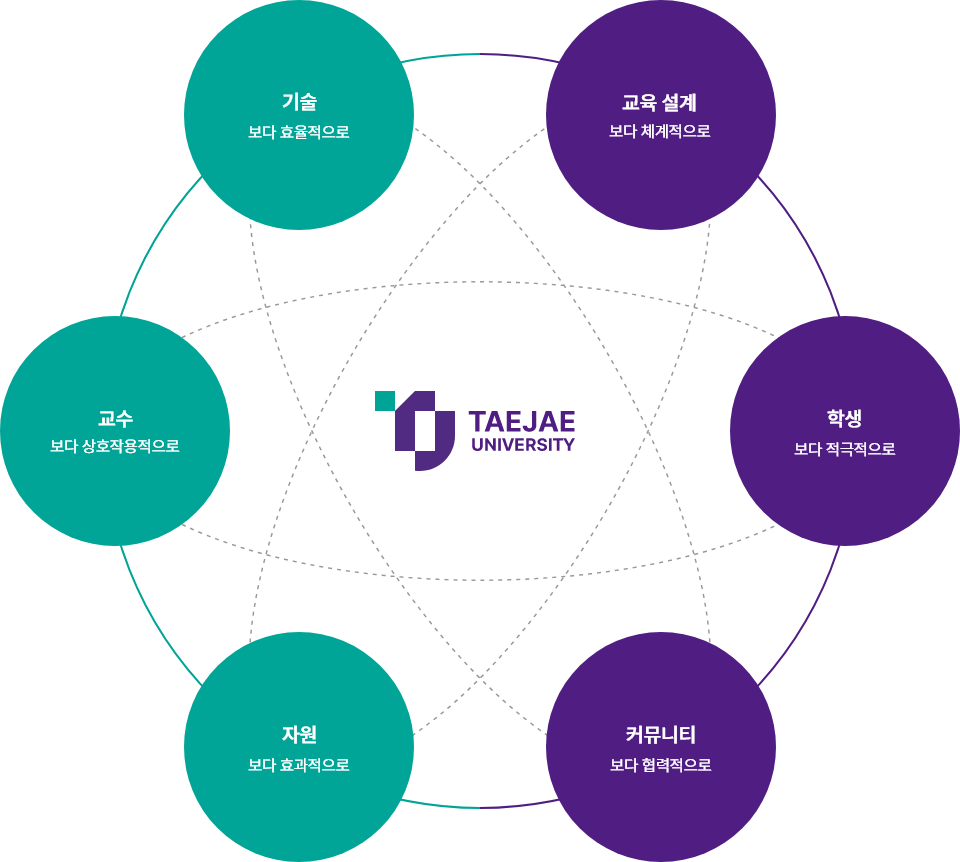 기술
보다 효율적으로
교육 설계
보다 체계적으로
교수
보다 상호작용적으로
TAEJAE
UNIVERSITY
학생
보다 적극적으로
자원
보다 효과적으로
커뮤니티
보다 협력적으로